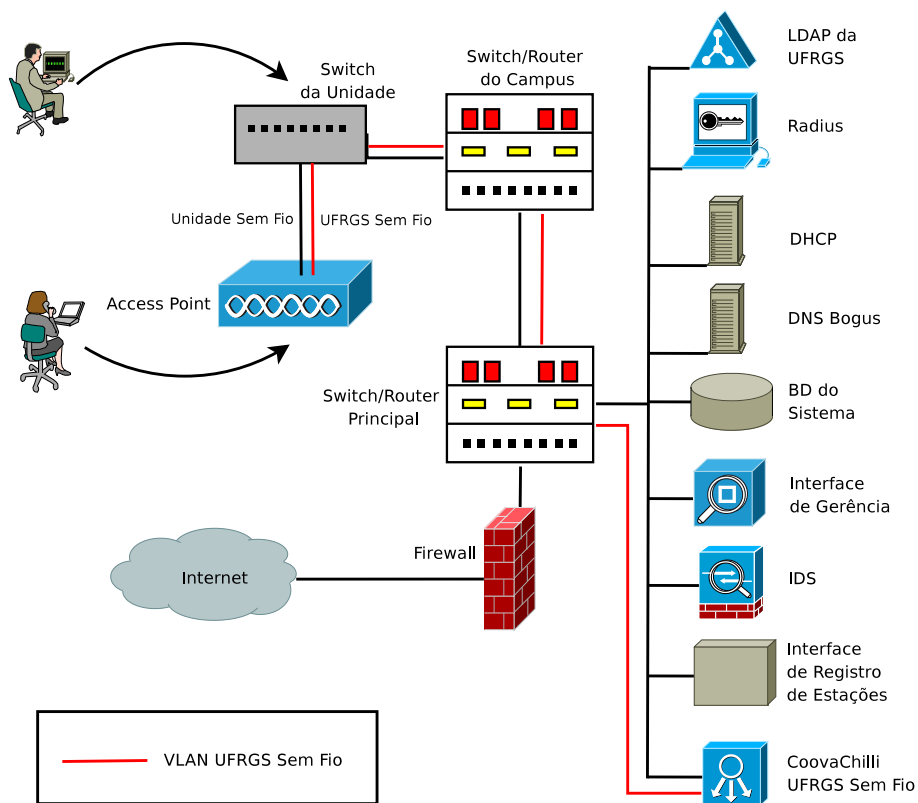 LDAP da
UFRGS
Switch/Router
do Campus
Switch
da Unidade
Radius
Unidade Sem Fio
UFRGS Sem Fio
DHCP
Access Point
DNS Bogus
Switch/Router
Principal
BD do
Sistema
Interface
de Gerência
Firewall
Internet
IDS
Interface
de Registro
de Estações
VLAN UFRGS Sem Fio
CoovaChilli
UFRGS Sem Fio